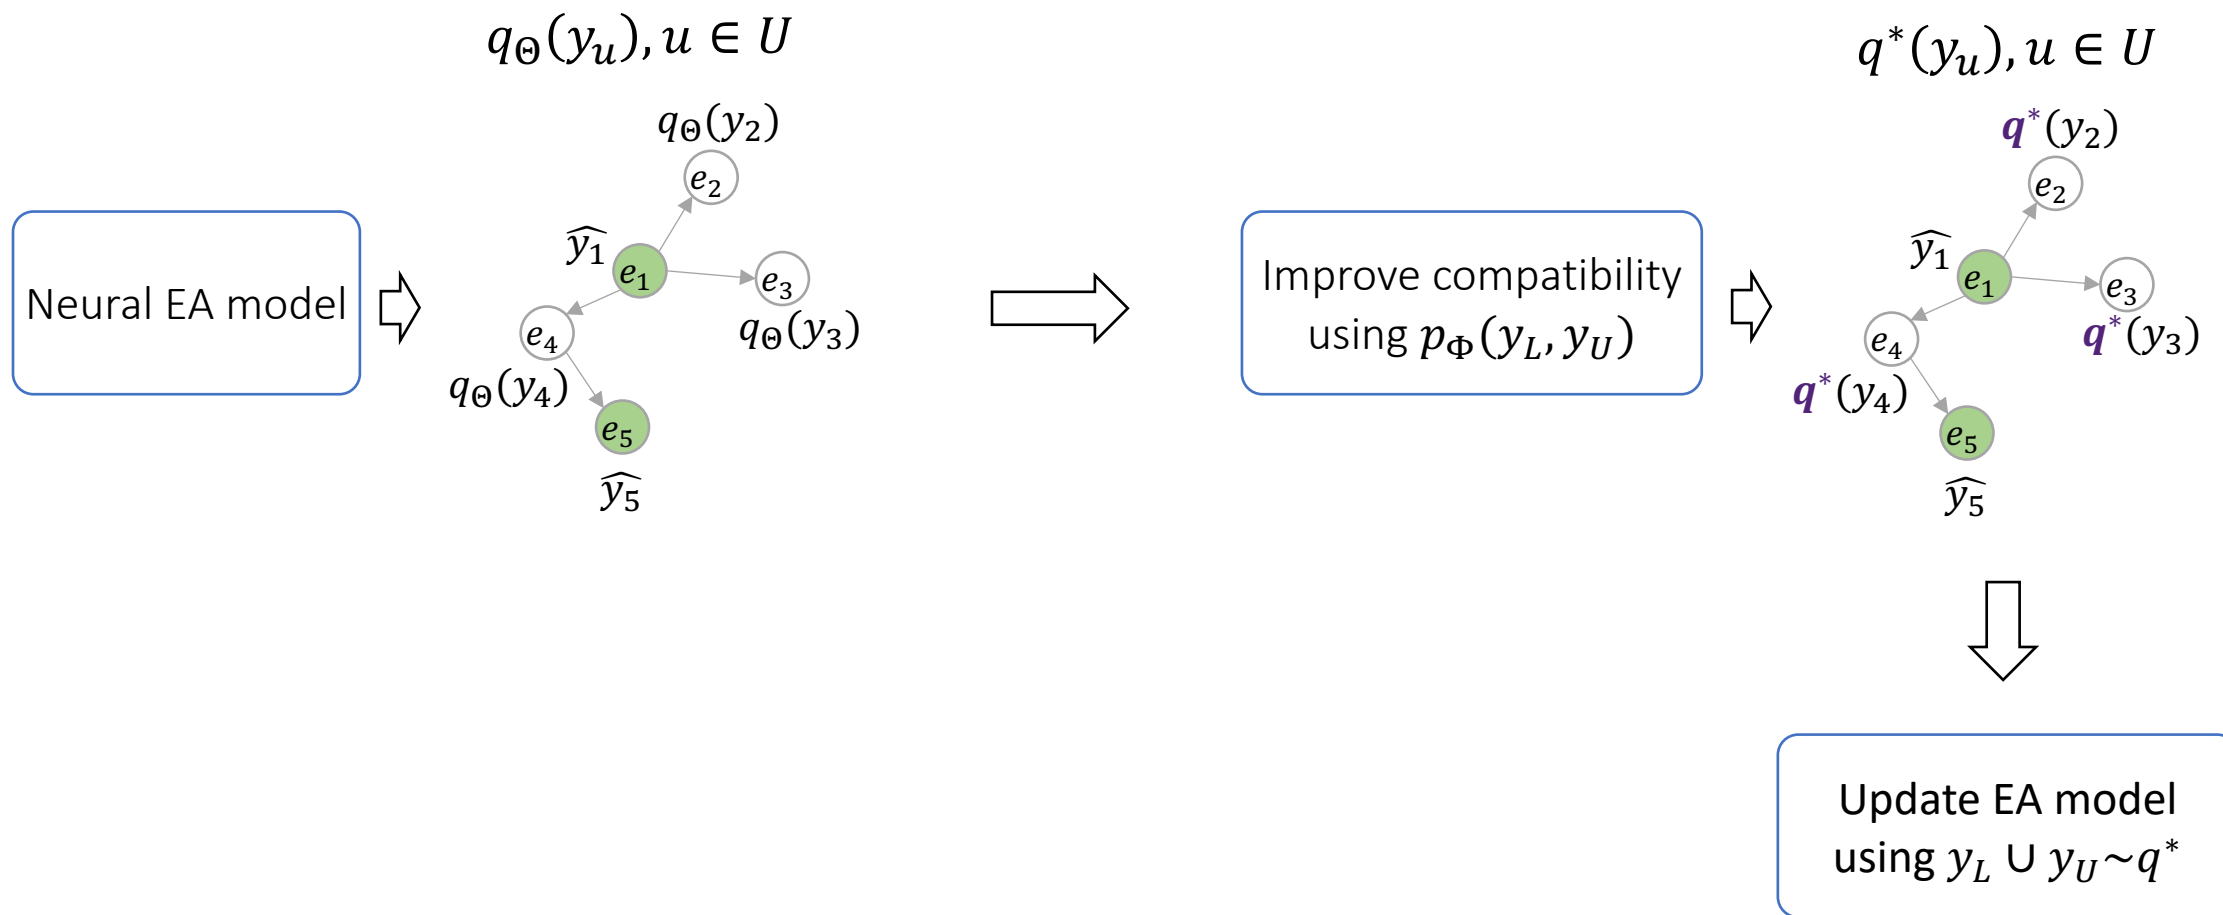 q_Θ(y_u), u ∈ U
q_Θ(y_2)
e_2
ŷ_1
e_1
e_3
q_Θ(y_3)
e_4
q_Θ(y_4)
e_5
ŷ_5
Neural EA model
Improve compatibility
using p_Φ(y_L, y_U)
q*(y_u), u ∈ U
q*(y_2)
e_2
ŷ_1
e_1
e_3
q*(y_3)
e_4
q*(y_4)
e_5
ŷ_5
Update EA model
using y_L ∪ y_U~q*